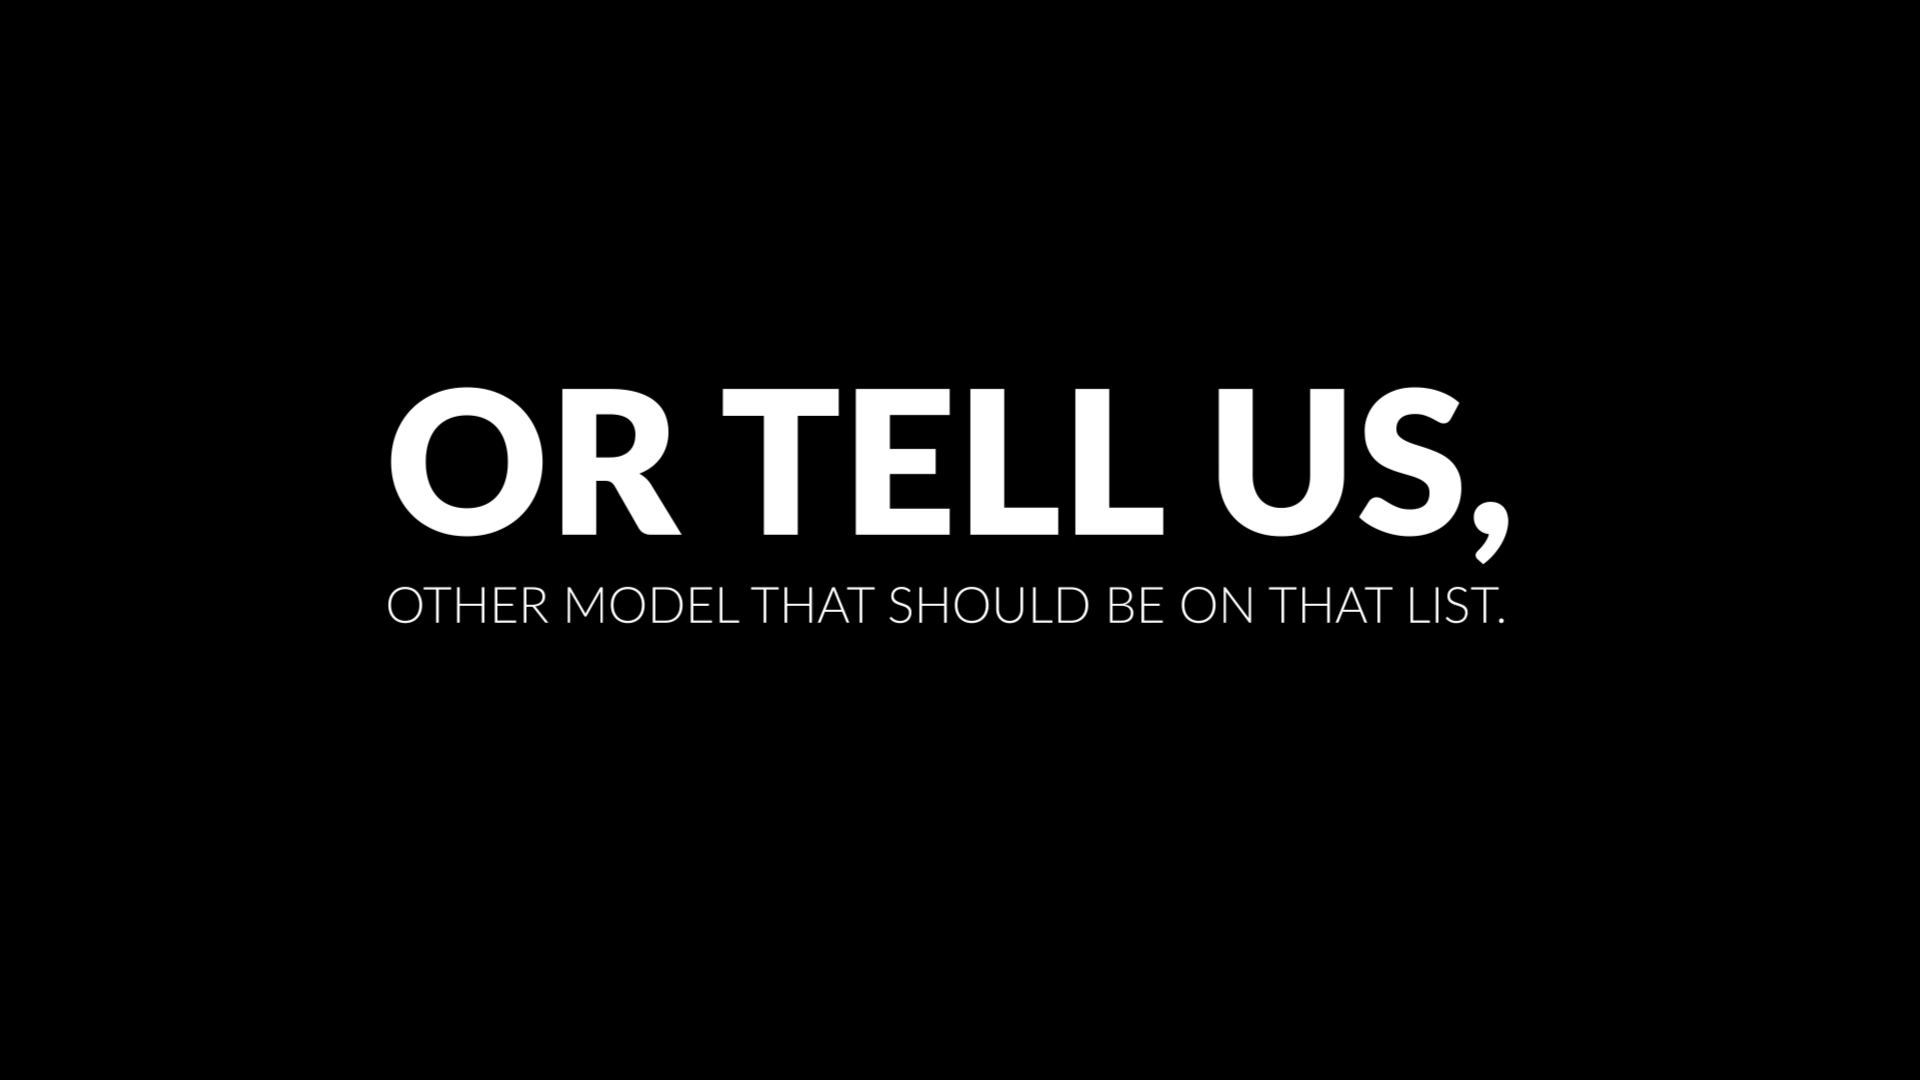 OR TELL US,
OTHER MODEL THAT SHOULD BE ON THAT LIST.